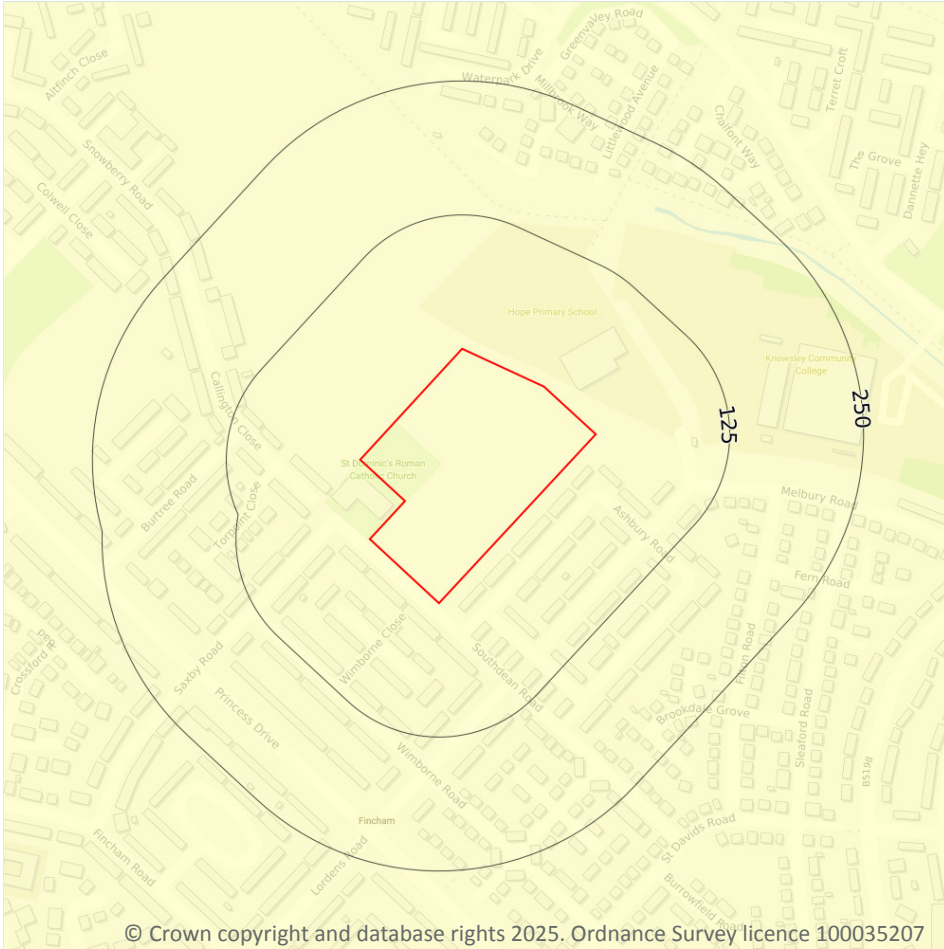 Altfinch Close
Snowberry Road
Colwell Close
Waterpark Drive
Greenvavey Road
Millbrook Way
Littlewood Avenue
Chalfont Way
Terret Croft
The Grove
Dannette Hey
Hope Primary School
Knowsley Community
College
250
125
Callington Close
St Dominic's Roman
Catholic Church
Burtree Road
Torpoint Close
Ashbury Road
Melbury Road
Fern Road
Wimborne Close
Southdean Road
Saxby Road
Princess Drive
Filton Road
Brookdale Grove
Sleaford Road
B5198
Wimborne Road
Fincham
Fincham Road
Lordens Road
St Davids Road
Burrowfield Road
© Crown copyright and database rights 2025. Ordnance Survey licence 100035207